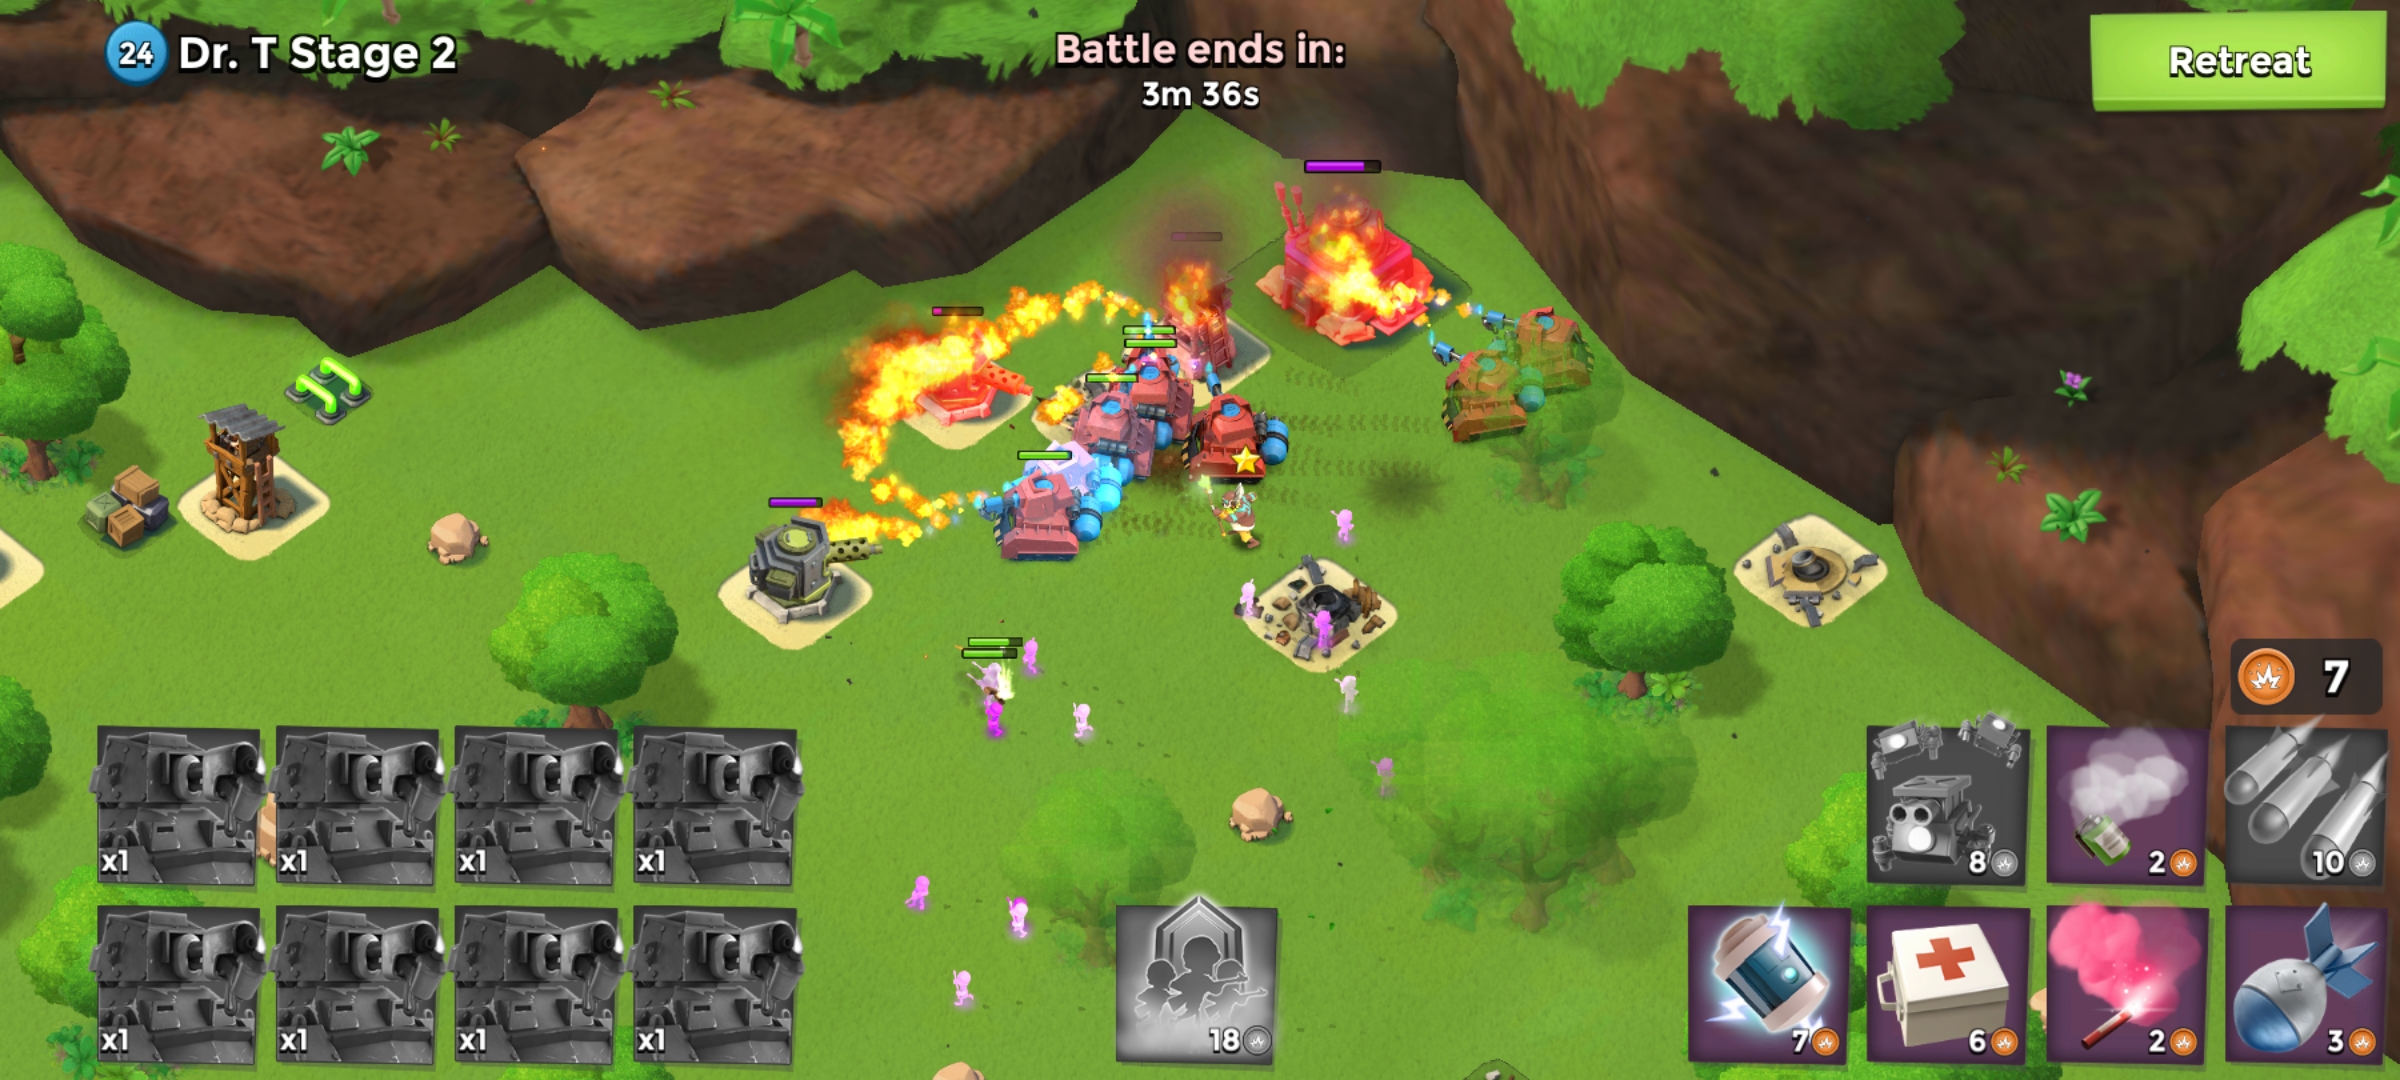 24 Dr. T Stage 2
Battle ends in:
3m 36s
Retreat
7
x1 x1 x1 x1
8 2 10
x1 x1 x1 x1
18
7 6 2 3